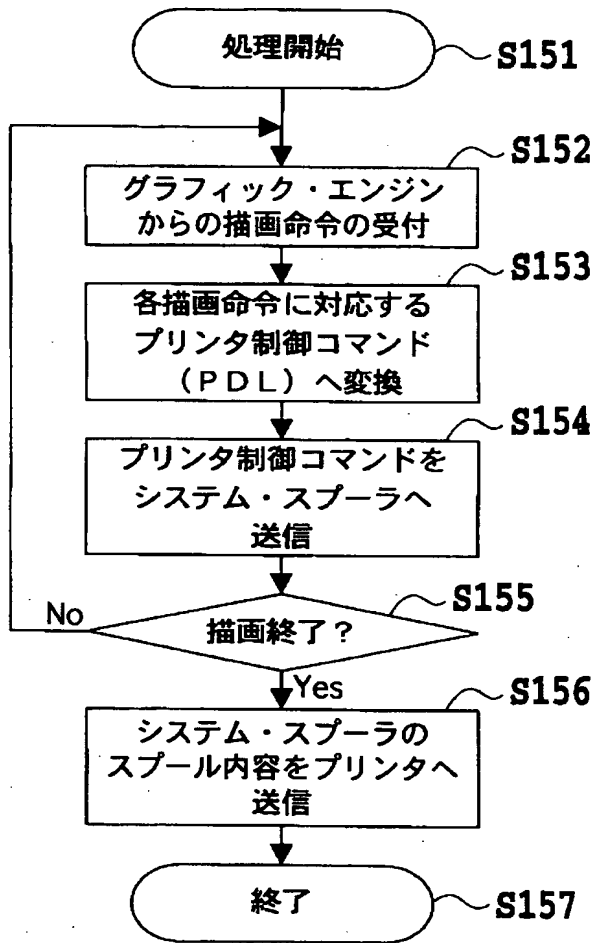 処理開始
S151
S152
グラフィック・エンジン
からの描画命令の受付
S153
各描画命令に対応する
プリンタ制御コマンド
(PDL)へ変換
S154
プリンタ制御コマンドを
システム・スプーラへ
送信
S155
No
描画終了?
Yes
S156
システム・スプーラの
スプール内容をプリンタへ
送信
終了
S157